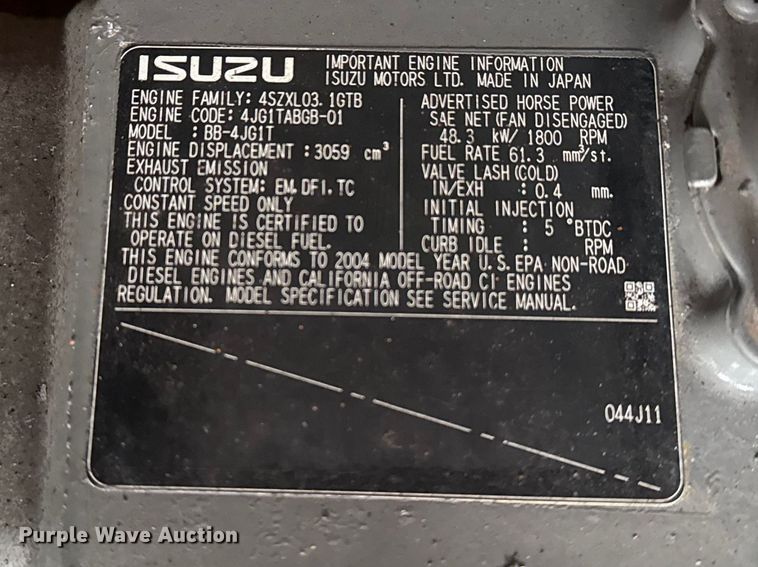 ISUZU
IMPORTANT ENGINE INFORMATION
ISUZU MOTORS LTD. MADE IN JAPAN
ENGINE FAMILY: 4SZXL03.1GTB
ENGINE CODE: 4JG1TABGB-01
MODEL : BB-4JG1T
ENGINE DISPLACEMENT :3059 cm³
EXHAUST EMISSION
CONTROL SYSTEM: EM,DFI,TC
CONSTANT SPEED ONLY
THIS ENGINE IS CERTIFIED TO
OPERATE ON DIESEL FUEL.
ADVERTISED HORSE POWER
SAE NET(FAN DISENGAGED)
48.3 kW/ 1800 RPM
FUEL RATE 61.3 mm³/st.
VALVE LASH(COLD)
IN/EXH : 0.4 mm.
INITIAL INJECTION
TIMING : 5 °BTDC
CURB IDLE : RPM
THIS ENGINE CONFORMS TO 2004 MODEL YEAR U.S.EPA NON-ROAD
DIESEL ENGINES AND CALIFORNIA OFF-ROAD CI ENGINES
REGULATION. MODEL SPECIFICATION SEE SERVICE MANUAL.
044J11
Purple Wave Auction